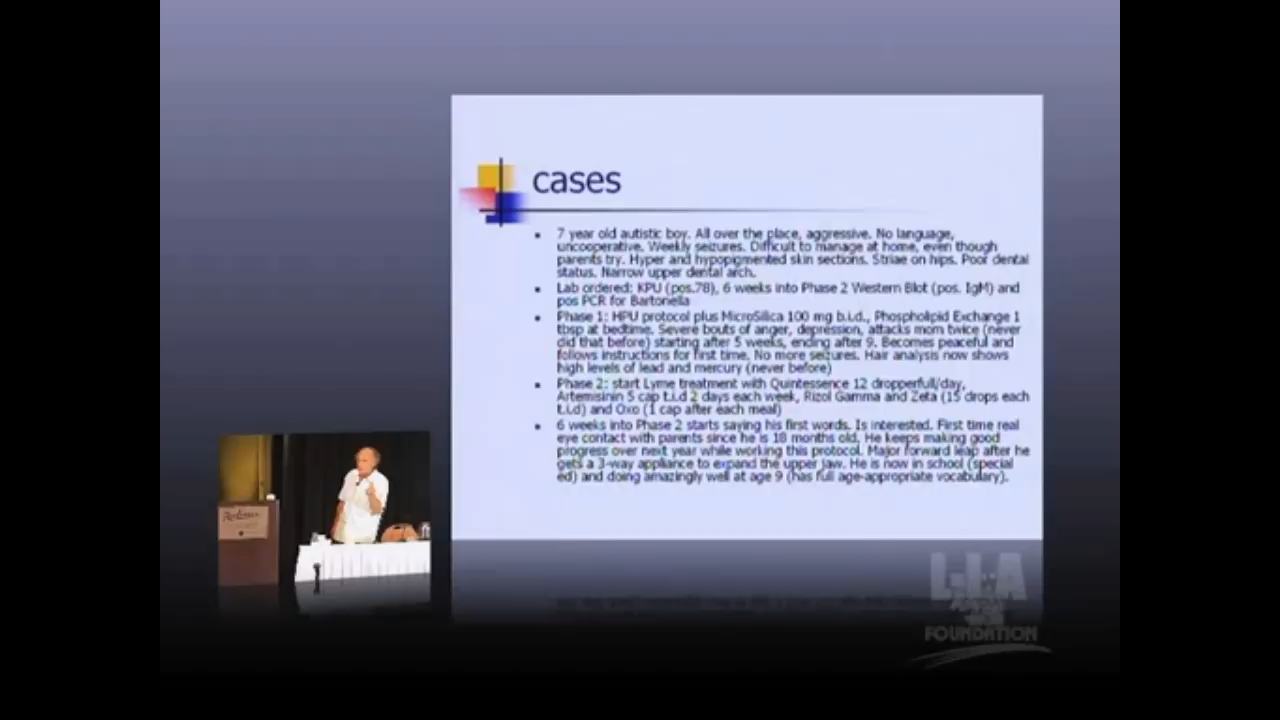 cases
7 year old autistic boy. All over the place, aggressive. No language,
uncooperative. Weekly seizures. Difficult to manage at home, even though
parents try. Hyper and hypopigmented skin sections. Striae on hips. Poor dental
status. Narrow upper dental arch.
Lab ordered: KPU (pos.78), 6 weeks into Phase 2 Western Blot (pos. IgM) and
pos PCR for Bartonella
Phase 1: HPU protocol plus MicroSilica 100 mg b.i.d., Phospholipid Exchange 1
tbsp at bedtime. Severe bouts of anger, depression, attacks mom twice (never
did that before) starting after 5 weeks, ending after 9. Becomes peaceful and
follows instructions for first time. No more seizures. Hair analysis now shows
high levels of lead and mercury (never before)
Phase 2: start Lyme treatment with Quintessence 12 dropperfull/day,
Artemisinin 5 cap t.i.d 2 days each week, Rizol Gamma and Zeta (15 drops each
t.i.d) and Oxo (1 cap after each meal)
6 weeks into Phase 2 starts saying his first words. Is interested. First time real
eye contact with parents since he is 18 months old. He keeps making good
progress over next year while working this protocol. Major forward leap after he
gets a 3-way appliance to expand the upper jaw. He is now in school (special
ed) and doing amazingly well at age 9 (has full age-appropriate vocabulary).
Radisson
L.I.A
FOUNDATION